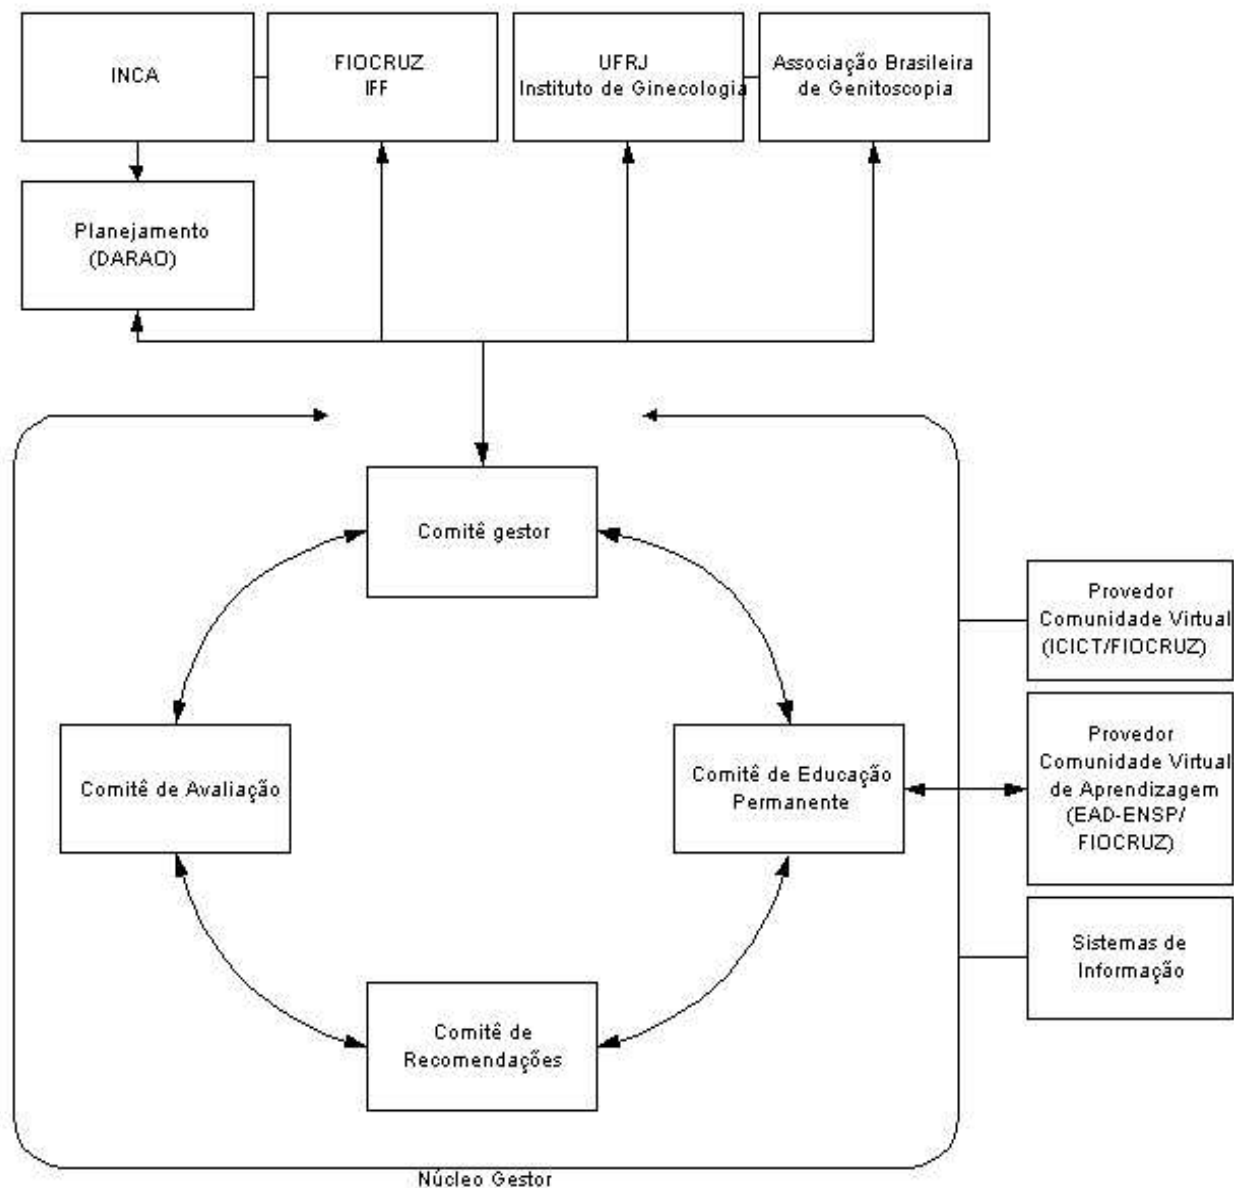 INCA
FIOCRUZ
IFF
UFRJ
Instituto de Ginecologia
Associação Brasileira
de Genitoscopia
Planejamento
(DARAO)
Comitê gestor
Provedor
Comunidade Virtual
(ICICT/FIOCRUZ)
Comitê de Avaliação
Comitê de Educação
Permanente
Provedor
Comunidade Virtual
de Aprendizagem
(EAD-ENSP/
FIOCRUZ)
Sistemas de
Informação
Comitê de
Recomendações
Núcleo Gestor